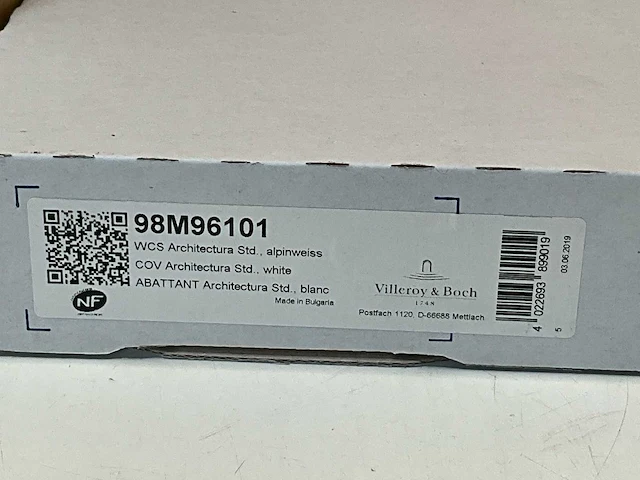 98M96101
WCS Architectura Std., alpinweiss
COV Architectura Std., white
ABATTANT Architectura Std., blanc
Made in Bulgaria
NF
Villeroy & Boch
1748
Postfach 1120, D-66688 Mettlach
4 022693 899019
5
03.06.2019